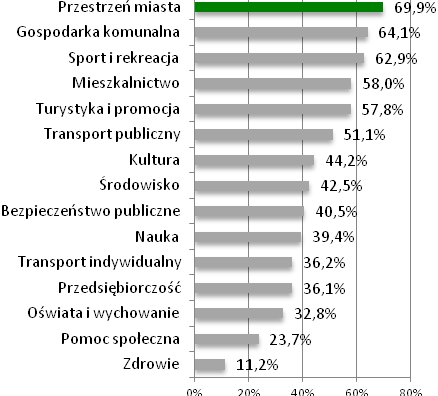 Przestrzeń miasta 69,9%
Gospodarka komunalna 64,1%
Sport i rekreacja 62,9%
Mieszkalnictwo 58,0%
Turystyka i promocja 57,8%
Transport publiczny 51,1%
Kultura 44,2%
Środowisko 42,5%
Bezpieczeństwo publiczne 40,5%
Nauka 39,4%
Transport indywidualny 36,2%
Przedsiębiorczość 36,1%
Oświata i wychowanie 32,8%
Pomoc społeczna 23,7%
Zdrowie 11,2%
0% 20% 40% 60% 80%